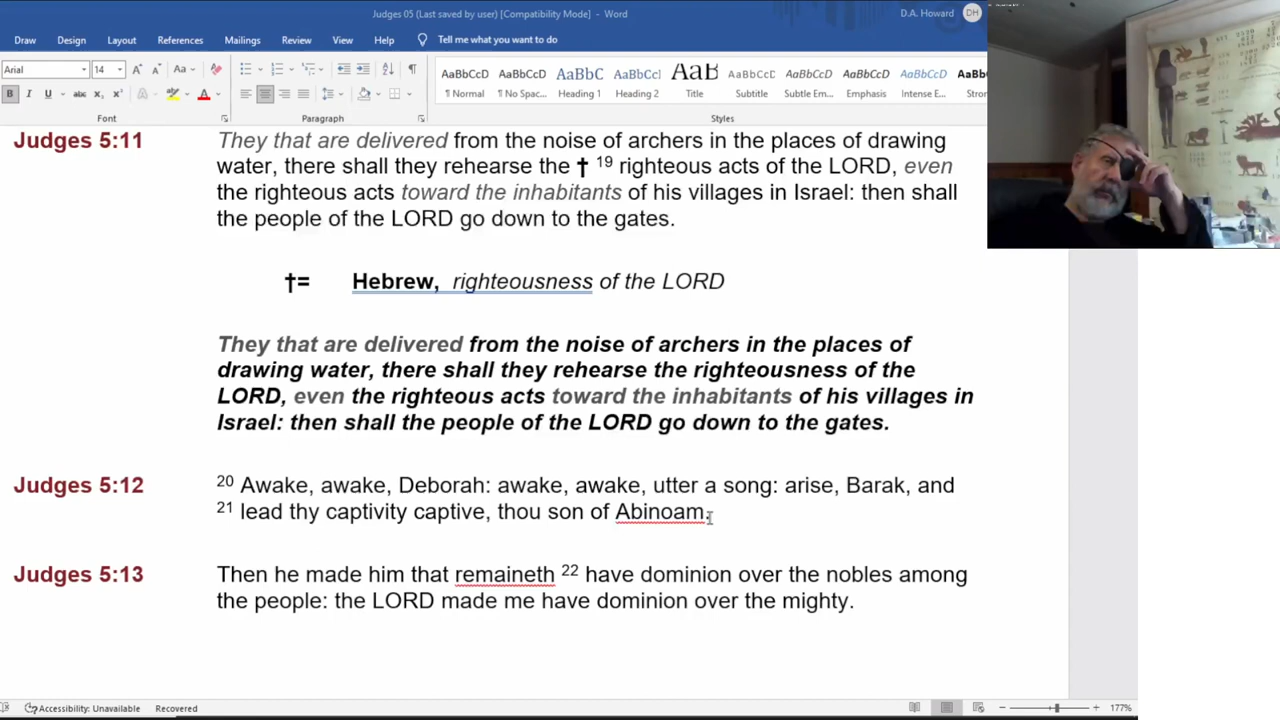 Judges 05 (Last saved by user) [Compatibility Mode] - Word
D.A. Howard DH
Draw Design Layout References Mailings Review View Help Tell me what you want to do
Arial 14 A A Aa
AaBbCcD AaBbCcD AaBbC AaBbCcI AaB AaBbCcD AaBbCcD AaBbCcD AaBbCcD
B I U abc x₂ x² A A
¶ Normal ¶ No Spac... Heading 1 Heading 2 Title Subtitle Subtle Em... Emphasis Intense E...
Font Paragraph Styles
Judges 5:11 They that are delivered from the noise of archers in the places of drawing
water, there shall they rehearse the ✝ 19 righteous acts of the LORD, even
the righteous acts toward the inhabitants of his villages in Israel: then shall
the people of the LORD go down to the gates.
✝= Hebrew, righteousness of the LORD
They that are delivered from the noise of archers in the places of
drawing water, there shall they rehearse the righteousness of the
LORD, even the righteous acts toward the inhabitants of his villages in
Israel: then shall the people of the LORD go down to the gates.
Judges 5:12 20 Awake, awake, Deborah: awake, awake, utter a song: arise, Barak, and
21 lead thy captivity captive, thou son of Abinoam.
Judges 5:13 Then he made him that remaineth 22 have dominion over the nobles among
the people: the LORD made me have dominion over the mighty.
Accessibility: Unavailable Recovered 177%